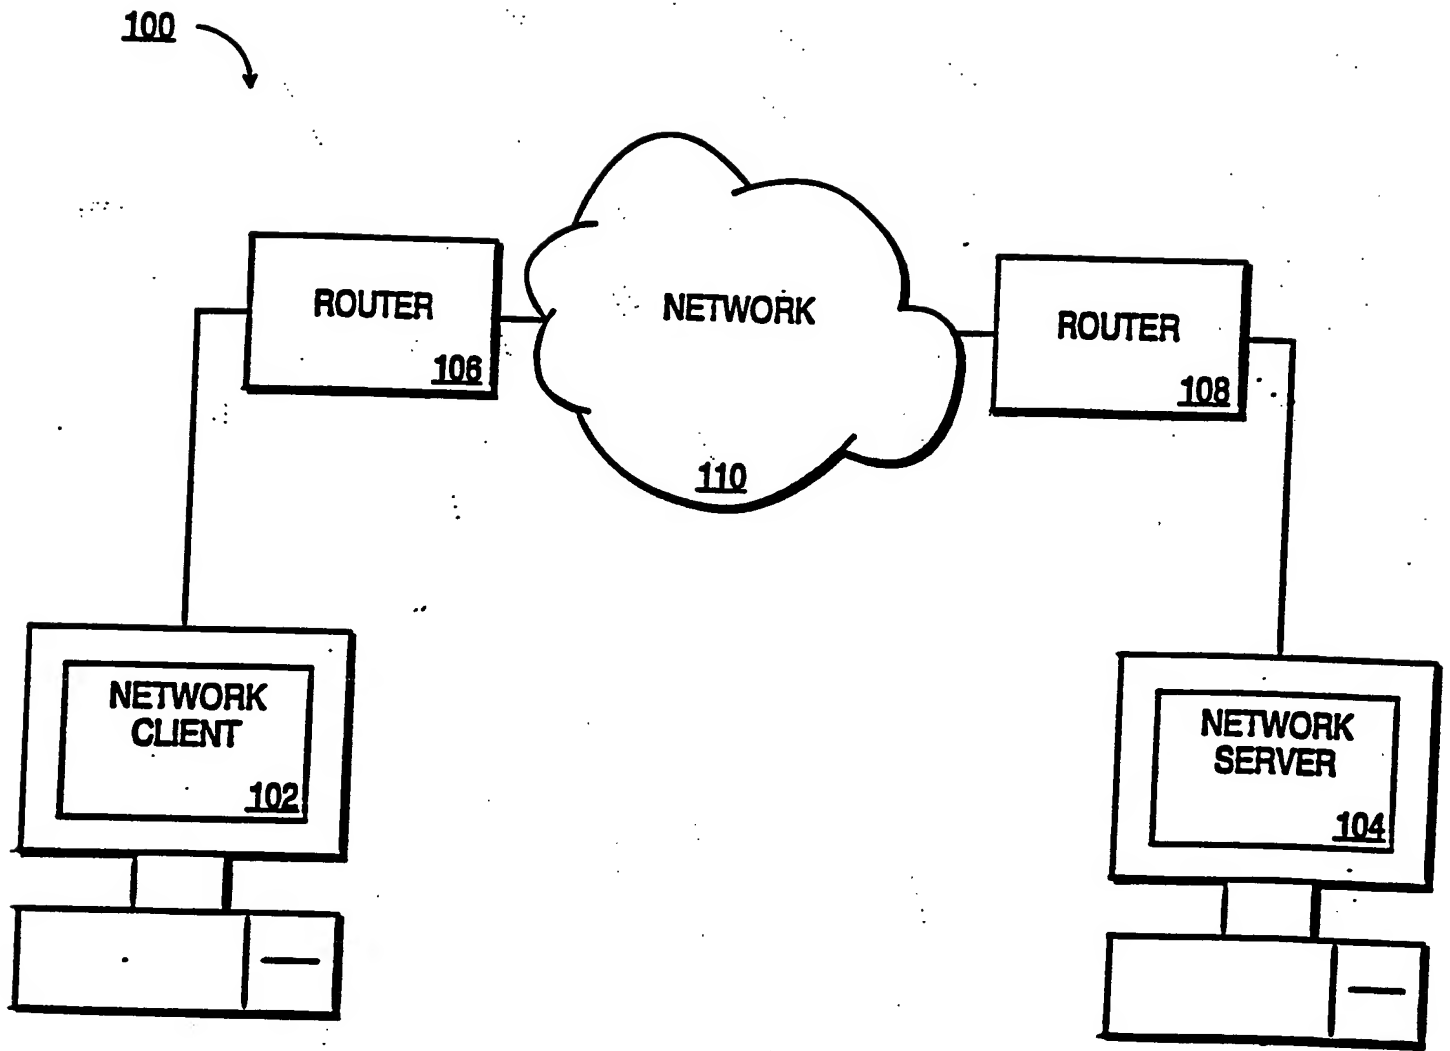 100
ROUTER
106
NETWORK
110
ROUTER
108
NETWORK
CLIENT
102
NETWORK
SERVER
104